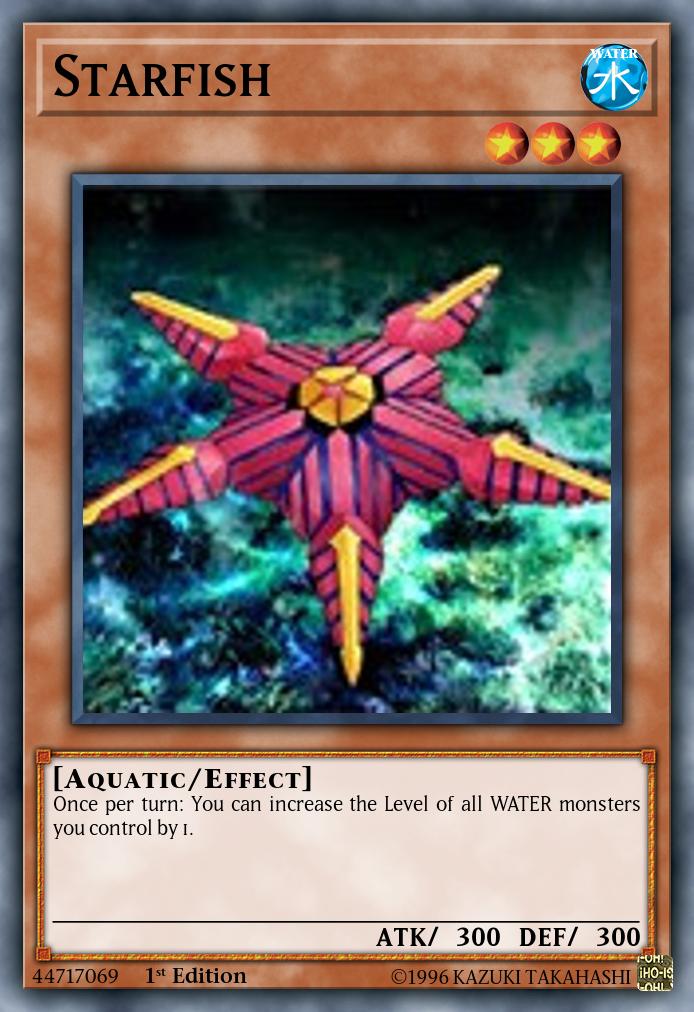 STARFISH
WATER
水
[AQUATIC/EFFECT]
Once per turn: You can increase the Level of all WATER monsters
you control by 1.
ATK/ 300 DEF/ 300
44717069 1st Edition ©1996 KAZUKI TAKAHASHI